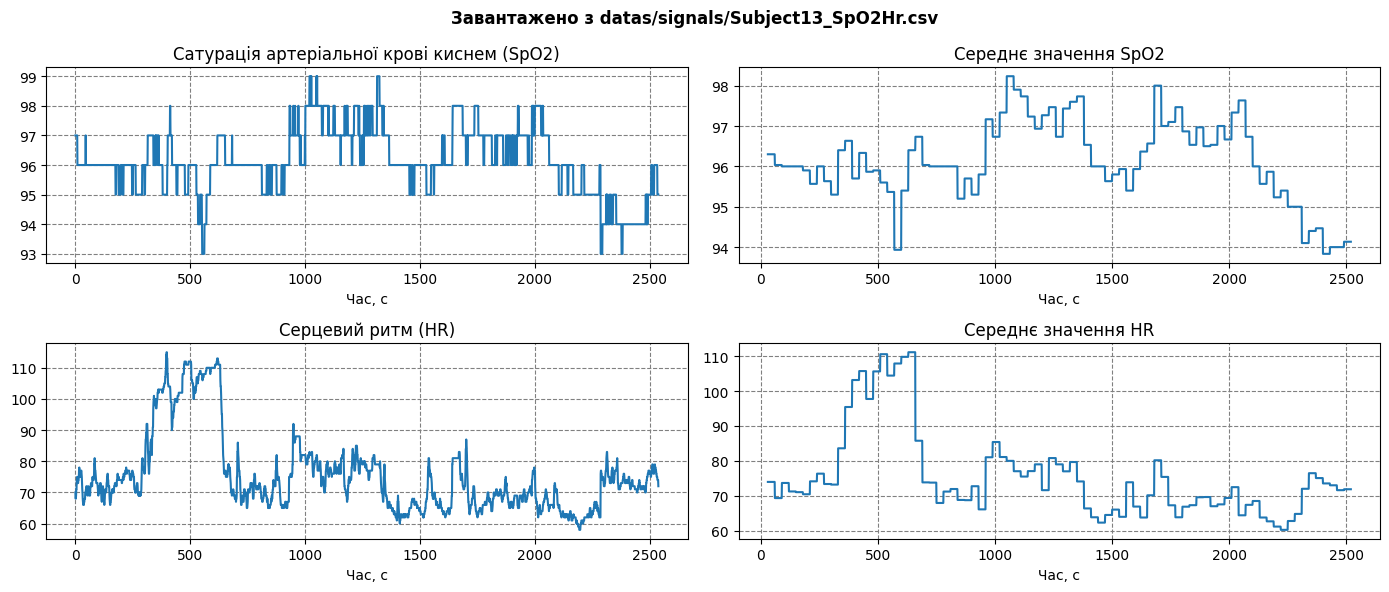 Завантажено з datas/signals/Subject13_SpO2Hr.csv
Сатурація артеріальної крові киснем (SpO2)
99
98
97
96
95
94
93
0 500 1000 1500 2000 2500
Час, с
Середнє значення SpO2
98
97
96
95
94
0 500 1000 1500 2000 2500
Час, с
Серцевий ритм (HR)
110
100
90
80
70
60
0 500 1000 1500 2000 2500
Час, с
Середнє значення HR
110
100
90
80
70
60
0 500 1000 1500 2000 2500
Час, с